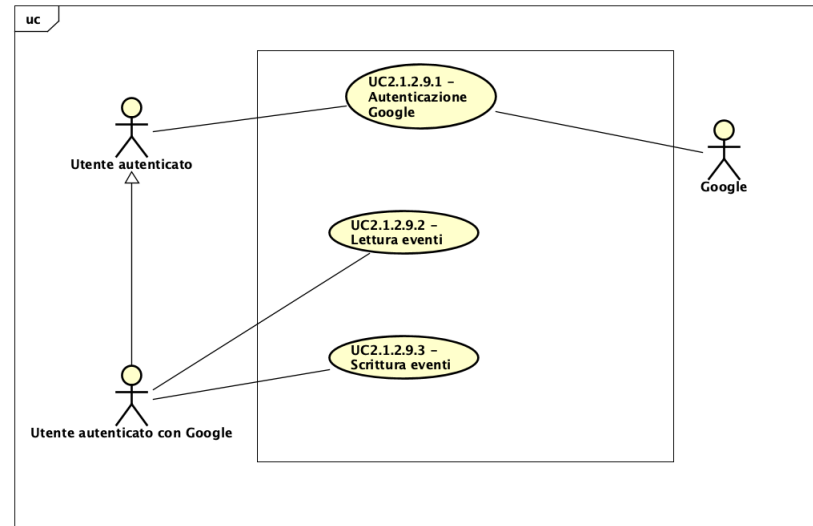 uc
UC2.1.2.9.1 –
Autenticazione
Google
Utente autenticato
Google
UC2.1.2.9.2 –
Lettura eventi
UC2.1.2.9.3 –
Scrittura eventi
Utente autenticato con Google